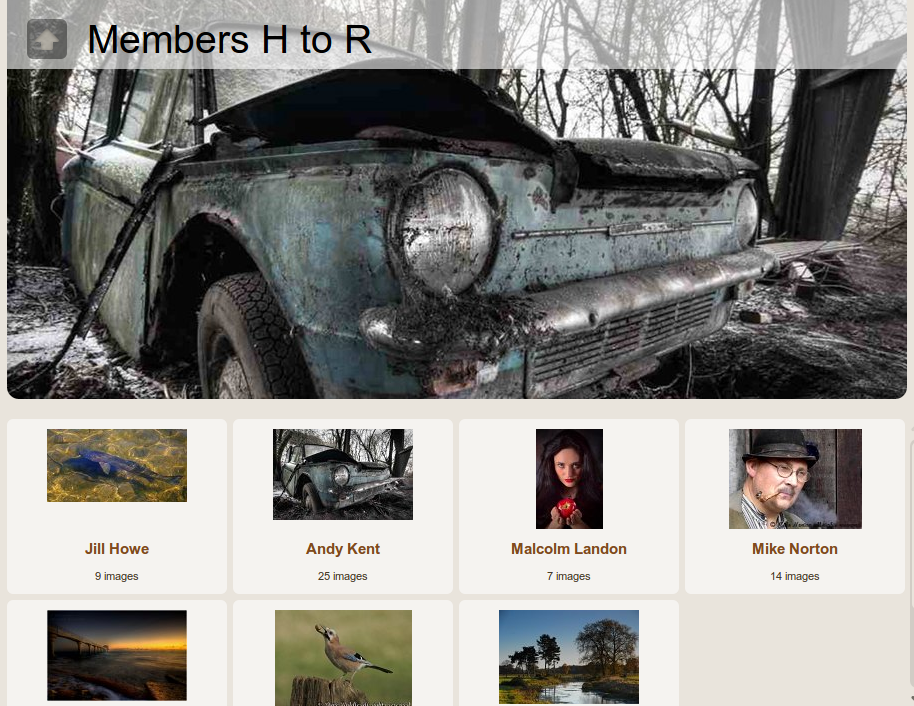 Members H to R
Jill Howe
Andy Kent
Malcolm Landon
Mike Norton
9 images
25 images
7 images
14 images